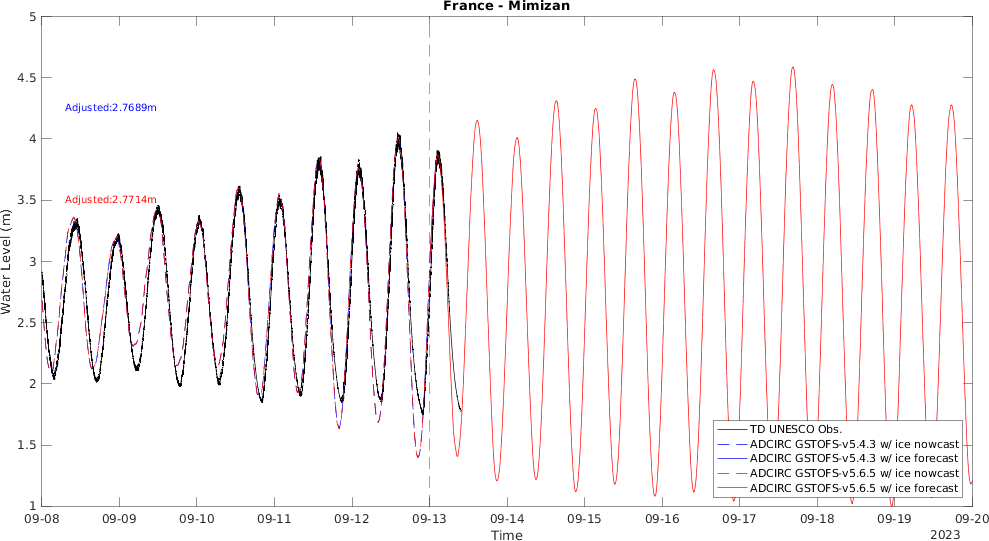 France - Mimizan
5
4.5
4
3.5
3
2.5
2
1.5
1
Water Level (m)
Adjusted:2.7689m
Adjusted:2.7714m
TD UNESCO Obs.
ADCIRC GSTOFS-v5.4.3 w/ ice nowcast
ADCIRC GSTOFS-v5.4.3 w/ ice forecast
ADCIRC GSTOFS-v5.6.5 w/ ice nowcast
ADCIRC GSTOFS-v5.6.5 w/ ice forecast
09-08 09-09 09-10 09-11 09-12 09-13 09-14 09-15 09-16 09-17 09-18 09-19 09-20
Time
2023